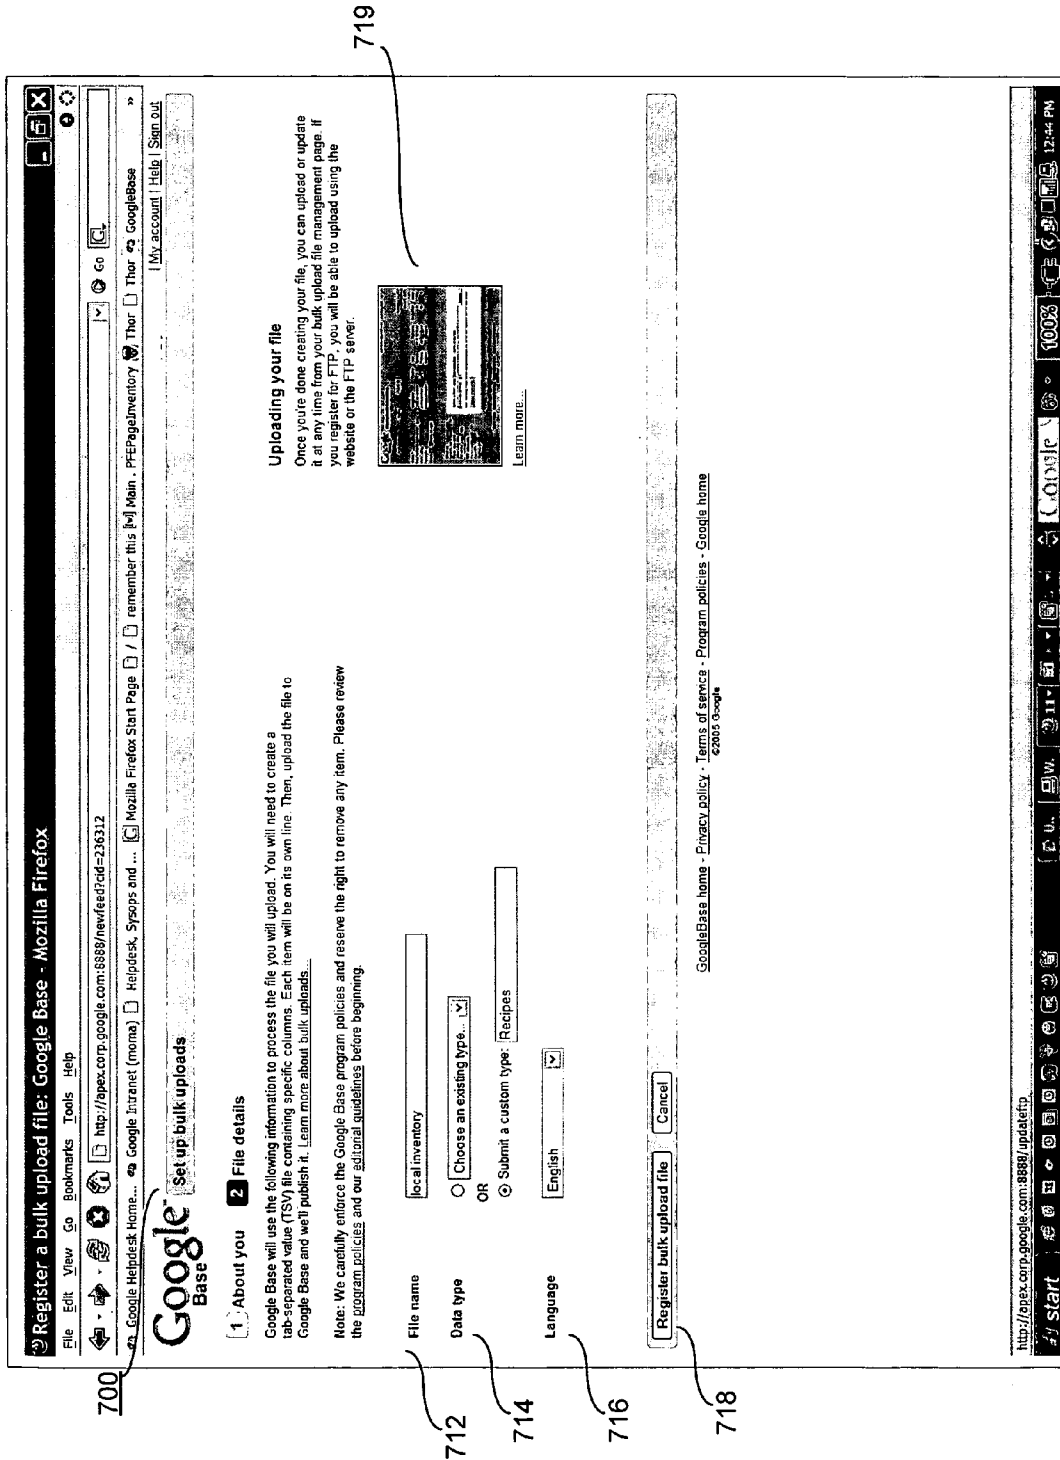 Register a bulk upload file: Google Base - Mozilla Firefox
File Edit View Go Bookmarks Tools Help
http://apex.corp.google.com:8888/newfeed?cid=236312
Go
Google Helpdesk Home... Google Intranet (moma) Helpdesk, Sysops and ... Mozilla Firefox Start Page / remember this Main . PFEPageInventory Thor Thor GoogleBase »
700
Google Base
Set up bulk uploads
| My account | Help | Sign out
1 About you 2 File details
Google Base will use the following information to process the file you will upload. You will need to create a
tab-separated value (TSV) file containing specific columns. Each item will be on its own line. Then, upload the file to
Google Base and we'll publish it. Learn more about bulk uploads...
Note: We carefully enforce the Google Base program policies and reserve the right to remove any item. Please review
the program policies and our editorial guidelines before beginning.
File name local inventory
712
Data type Choose an existing type...
714
OR
Submit a custom type: Recipes
Language English
716
Uploading your file
Once you're done creating your file, you can upload or update
it at any time from your bulk upload file management page. If
you register for FTP, you will be able to upload using the
website or the FTP server.
719
Learn more...
Register bulk upload file Cancel
718
GoogleBase home - Privacy policy - Terms of service - Program policies - Google home
©2005 Google
http://apex.corp.google.com:8888/updateftp
start
100%
12:44 PM